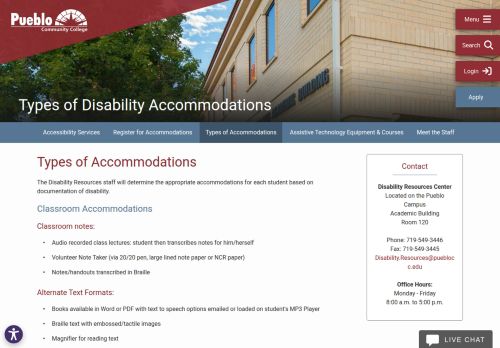 Pueblo
Community College
Menu
Search
Login
Apply
Types of Disability Accommodations
Accessibility Services
Register for Accommodations
Types of Accommodations
Assistive Technology Equipment & Courses
Meet the Staff
Types of Accommodations
The Disability Resources staff will determine the appropriate accommodations for each student based on
documentation of disability.
Classroom Accommodations
Classroom notes:
Audio recorded class lectures: student then transcribes notes for him/herself
Volunteer Note Taker (via 20/20 pen, large lined note paper or NCR paper)
Notes/handouts transcribed in Braille
Alternate Text Formats:
Books available in Word or PDF with text to speech options emailed or loaded on student's MP3 Player
Braille text with embossed/tactile images
Magnifier for reading text
Contact
Disability Resources Center
Located on the Pueblo
Campus
Academic Building
Room 120
Phone: 719-549-3446
Fax: 719-549-3445
Disability.Resources@puebloc
c.edu
Office Hours:
Monday - Friday
8:00 a.m. to 5:00 p.m.
LIVE CHAT